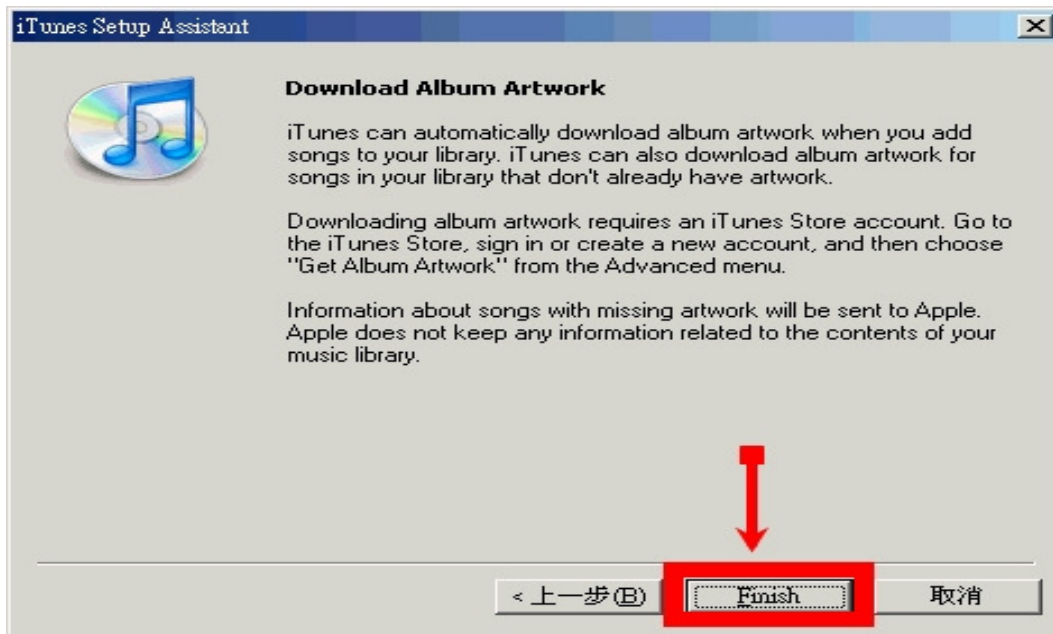 iTunes Setup Assistant
Download Album Artwork
iTunes can automatically download album artwork when you add
songs to your library. iTunes can also download album artwork for
songs in your library that don't already have artwork.
Downloading album artwork requires an iTunes Store account. Go to
the iTunes Store, sign in or create a new account, and then choose
"Get Album Artwork" from the Advanced menu.
Information about songs with missing artwork will be sent to Apple.
Apple does not keep any information related to the contents of your
music library.
< 上一步(B) Finish 取消